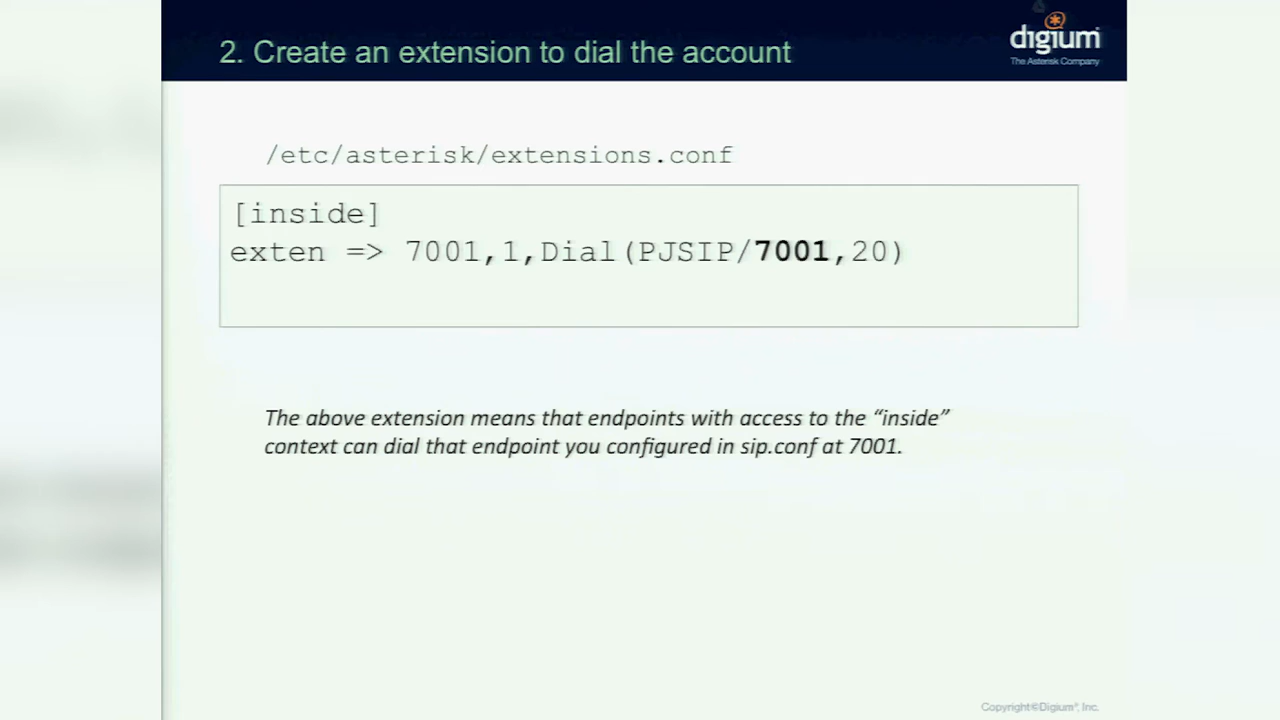 2. Create an extension to dial the account
digium
The Asterisk Company
/etc/asterisk/extensions.conf
[inside]
exten => 7001,1,Dial(PJSIP/7001,20)
The above extension means that endpoints with access to the “inside”
context can dial that endpoint you configured in sip.conf at 7001.
Copyright©Digium®, Inc.